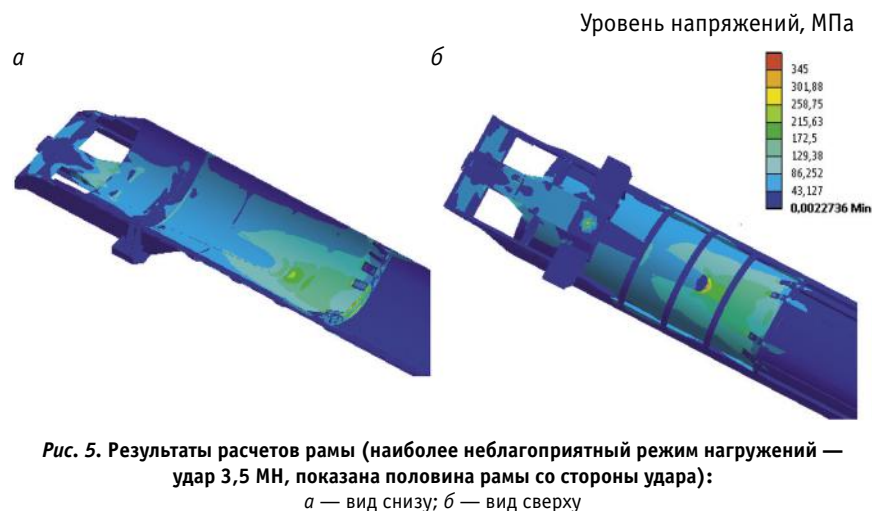 Уровень напряжений, МПа
а
б
345
301,88
258,75
215,63
172,5
129,38
86,252
43,127
0,0022736 Min
Рис. 5. Результаты расчетов рамы (наиболее неблагоприятный режим нагружений —
удар 3,5 МН, показана половина рамы со стороны удара):
а — вид снизу; б — вид сверху